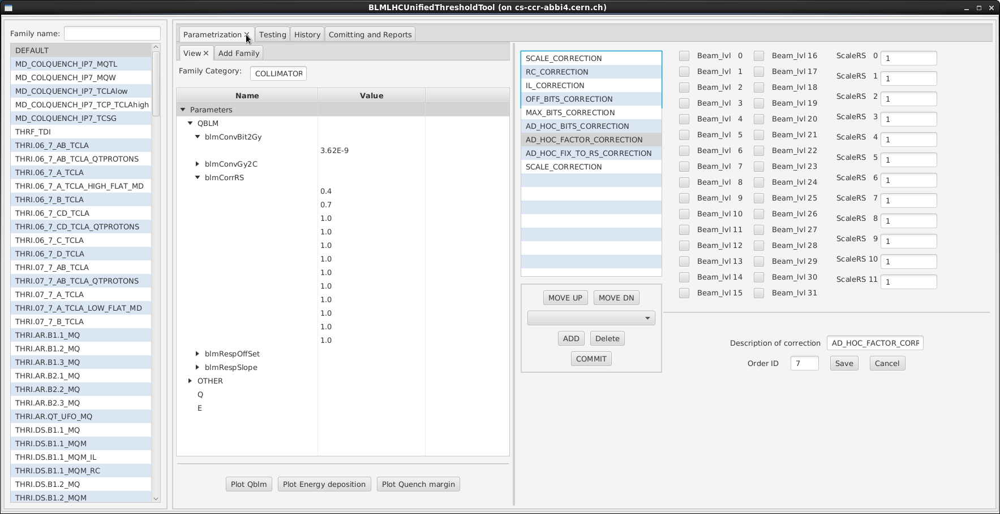 BLMLHCUnifiedThresholdTool (on cs-ccr-abbi4.cern.ch)
Family name:
DEFAULT
MD_COLQUENCH_IP7_MQTL
MD_COLQUENCH_IP7_MQW
MD_COLQUENCH_IP7_TCLAlow
MD_COLQUENCH_IP7_TCP_TCLAhigh
MD_COLQUENCH_IP7_TCSG
THRF_TDI
THRI.06_7_AB_TCLA
THRI.06_7_AB_TCLA_QTPROTONS
THRI.06_7_A_TCLA
THRI.06_7_A_TCLA_HIGH_FLAT_MD
THRI.06_7_B_TCLA
THRI.06_7_CD_TCLA
THRI.06_7_CD_TCLA_QTPROTONS
THRI.06_7_C_TCLA
THRI.06_7_D_TCLA
THRI.07_7_AB_TCLA
THRI.07_7_AB_TCLA_QTPROTONS
THRI.07_7_A_TCLA
THRI.07_7_A_TCLA_LOW_FLAT_MD
THRI.07_7_B_TCLA
THRI.AR.B1.1_MQ
THRI.AR.B1.2_MQ
THRI.AR.B1.3_MQ
THRI.AR.B2.1_MQ
THRI.AR.B2.2_MQ
THRI.AR.B2.3_MQ
THRI.AR.QT_UFO_MQ
THRI.DS.B1.1_MQ
THRI.DS.B1.1_MQM
THRI.DS.B1.1_MQM_IL
THRI.DS.B1.1_MQM_RC
THRI.DS.B1.2_MQ
THRI.DS.B1.2_MQM
Parametrization Testing History Comitting and Reports
View Add Family
Family Category: COLLIMATOR
Name Value
Parameters
QBLM
blmConvBit2Gy
3.62E-9
blmConvGy2C
blmCorrRS
0.4
0.7
1.0
1.0
1.0
1.0
1.0
1.0
1.0
1.0
1.0
1.0
blmRespOffSet
blmRespSlope
OTHER
Q
E
Plot Qblm Plot Energy deposition Plot Quench margin
SCALE_CORRECTION
RC_CORRECTION
IL_CORRECTION
OFF_BITS_CORRECTION
MAX_BITS_CORRECTION
AD_HOC_BITS_CORRECTION
AD_HOC_FACTOR_CORRECTION
AD_HOC_FIX_TO_RS_CORRECTION
SCALE_CORRECTION
MOVE UP MOVE DN
ADD Delete
COMMIT
Beam_lvl 0 Beam_lvl 16
Beam_lvl 1 Beam_lvl 17
Beam_lvl 2 Beam_lvl 18
Beam_lvl 3 Beam_lvl 19
Beam_lvl 4 Beam_lvl 20
Beam_lvl 5 Beam_lvl 21
Beam_lvl 6 Beam_lvl 22
Beam_lvl 7 Beam_lvl 23
Beam_lvl 8 Beam_lvl 24
Beam_lvl 9 Beam_lvl 25
Beam_lvl 10 Beam_lvl 26
Beam_lvl 11 Beam_lvl 27
Beam_lvl 12 Beam_lvl 28
Beam_lvl 13 Beam_lvl 29
Beam_lvl 14 Beam_lvl 30
Beam_lvl 15 Beam_lvl 31
ScaleRS 0 1
ScaleRS 1 1
ScaleRS 2 1
ScaleRS 3 1
ScaleRS 4 1
ScaleRS 5 1
ScaleRS 6 1
ScaleRS 7 1
ScaleRS 8 1
ScaleRS 9 1
ScaleRS 10 1
ScaleRS 11 1
Description of correction AD_HOC_FACTOR_CORR
Order ID 7 Save Cancel